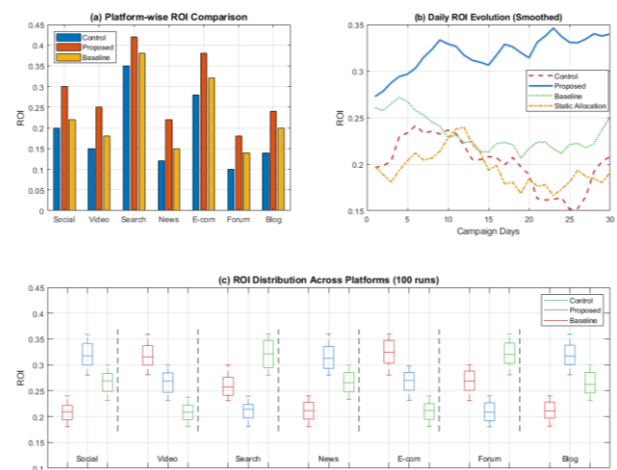 (a) Platform-wise ROI Comparison
0.45
0.4
0.35
0.3
0.25
0.2
0.15
0.1
0.05
0
ROI
Control
Proposed
Baseline
Social Video Search News E-com Forum Blog
(b) Daily ROI Evolution (Smoothed)
0.35
0.3
0.25
0.2
0.15
ROI
Control
Proposed
Baseline
Static Allocation
0 5 10 15 20 25 30
Campaign Days
(c) ROI Distribution Across Platforms (100 runs)
0.45
0.4
0.35
0.3
0.25
0.2
0.15
0.1
ROI
Control
Proposed
Baseline
Social Video Search News E-com Forum Blog